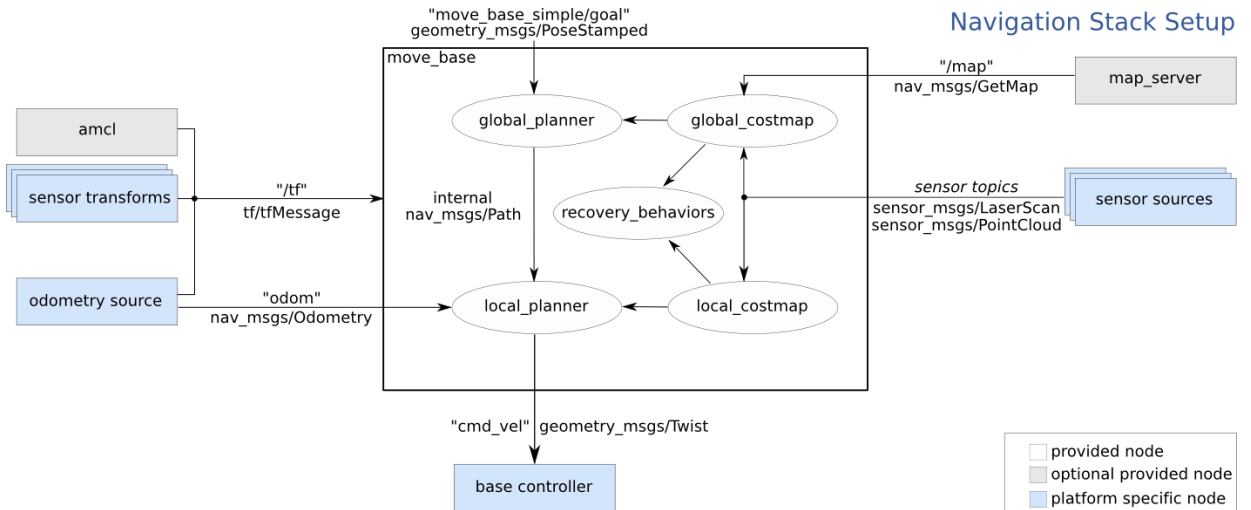 "move_base_simple/goal"
geometry_msgs/PoseStamped
Navigation Stack Setup
move_base
"/map"
nav_msgs/GetMap
map_server
amcl
global_planner
global_costmap
sensor transforms
"/tf"
tf/tfMessage
internal
nav_msgs/Path
recovery_behaviors
sensor topics
sensor_msgs/LaserScan
sensor_msgs/PointCloud
sensor sources
odometry source
"odom"
nav_msgs/Odometry
local_planner
local_costmap
"cmd_vel" geometry_msgs/Twist
base controller
provided node
optional provided node
platform specific node